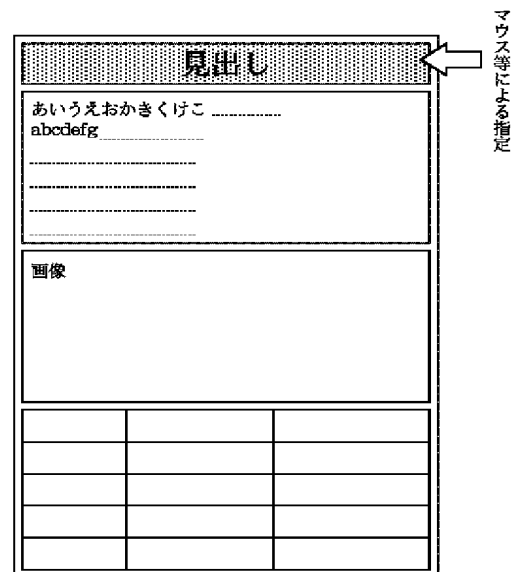 見出し
マウス等による指定
あいうえおかきくけこ
abcdefg
画像